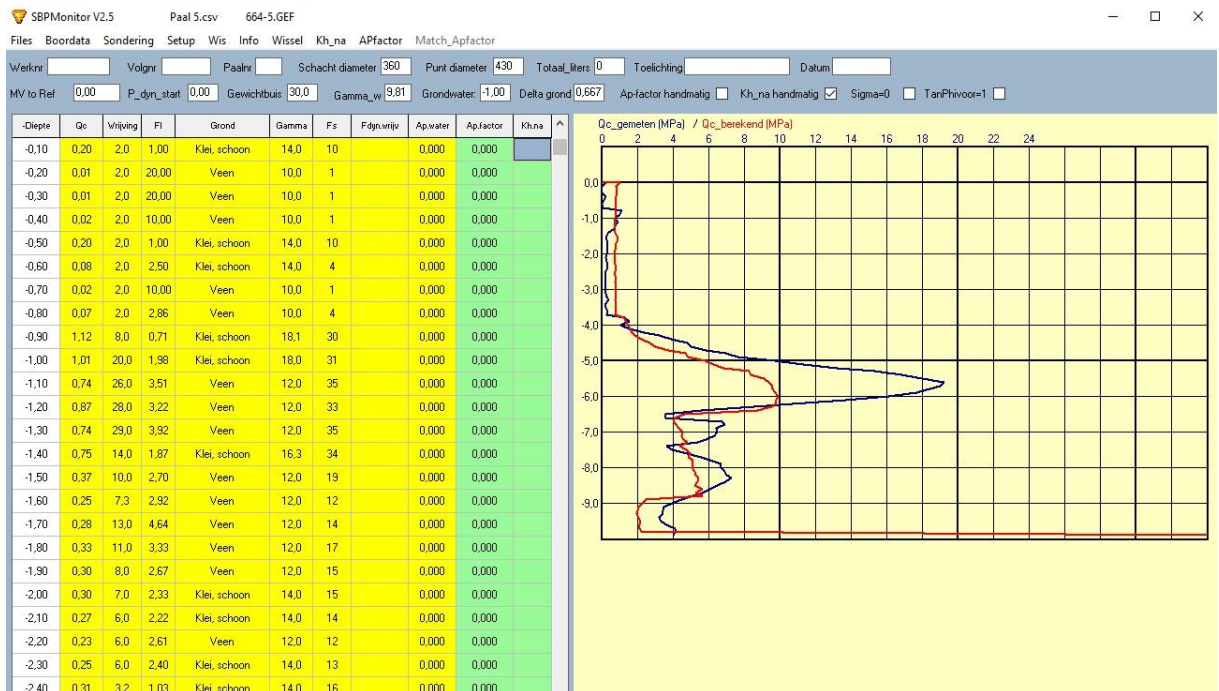 SBPMonitor V2.5 Paal 5.csv 664-5.GEF
Files Boordata Sondering Setup Wis Info Wissel Kh_na APfactor Match_Apfactor
Werknr Volgnr Paalnr Schacht diameter 360 Punt diameter 430 Totaal_liters 0 Toelichting Datum
MV to Ref 0,00 P_dyn_start 0,00 Gewichtbuis 30,0 Gamma_w 9,81 Grondwater: -1,00 Delta grond 0,667 Ap-factor handmatig Kh_na handmatig Sigma=0 TanPhivoor=1
-Diepte Qc Wrijving Fl Grond Gamma Fs Fdyn.wrijv Ap.water Ap.factor Kh.na
-0,10 0,20 2,0 1,00 Klei, schoon 14,0 10 0,000 0,000
-0,20 0,01 2,0 20,00 Veen 10,0 1 0,000 0,000
-0,30 0,01 2,0 20,00 Veen 10,0 1 0,000 0,000
-0,40 0,02 2,0 10,00 Veen 10,0 1 0,000 0,000
-0,50 0,20 2,0 1,00 Klei, schoon 14,0 10 0,000 0,000
-0,60 0,08 2,0 2,50 Klei, schoon 14,0 4 0,000 0,000
-0,70 0,02 2,0 10,00 Veen 10,0 1 0,000 0,000
-0,80 0,07 2,0 2,86 Veen 10,0 4 0,000 0,000
-0,90 1,12 8,0 0,71 Klei, schoon 18,1 30 0,000 0,000
-1,00 1,01 20,0 1,98 Klei, schoon 18,0 31 0,000 0,000
-1,10 0,74 26,0 3,51 Veen 12,0 35 0,000 0,000
-1,20 0,87 28,0 3,22 Veen 12,0 33 0,000 0,000
-1,30 0,74 29,0 3,92 Veen 12,0 35 0,000 0,000
-1,40 0,75 14,0 1,87 Klei, schoon 16,3 34 0,000 0,000
-1,50 0,37 10,0 2,70 Veen 12,0 19 0,000 0,000
-1,60 0,25 7,3 2,92 Veen 12,0 12 0,000 0,000
-1,70 0,28 13,0 4,64 Veen 12,0 14 0,000 0,000
-1,80 0,33 11,0 3,33 Veen 12,0 17 0,000 0,000
-1,90 0,30 8,0 2,67 Veen 12,0 15 0,000 0,000
-2,00 0,30 7,0 2,33 Klei, schoon 14,0 15 0,000 0,000
-2,10 0,27 6,0 2,22 Klei, schoon 14,0 14 0,000 0,000
-2,20 0,23 6,0 2,61 Veen 12,0 12 0,000 0,000
-2,30 0,25 6,0 2,40 Klei, schoon 14,0 13 0,000 0,000
-2,40 0,31 3,2 1,03 Klei, schoon 14,0 16 0,000 0,000
Qc_gemeten (MPa) / Qc_berekend (MPa)
0 2 4 6 8 10 12 14 16 18 20 22 24
0,0
-1,0
-2,0
-3,0
-4,0
-5,0
-6,0
-7,0
-8,0
-9,0